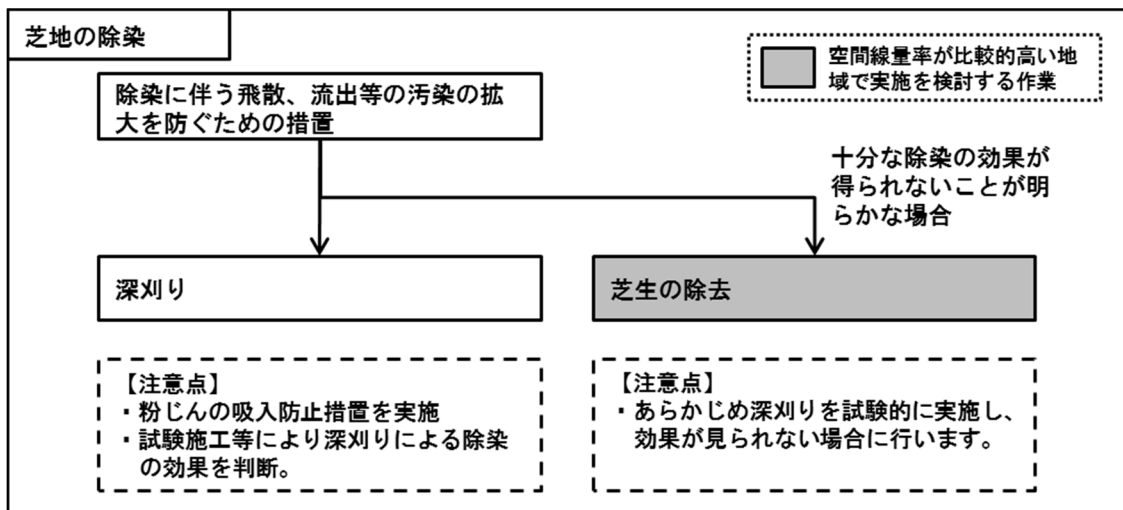 芝地の除染
空間線量率が比較的高い地
域で実施を検討する作業
除染に伴う飛散、流出等の汚染の拡
大を防ぐための措置
十分な除染の効果が
得られないことが明
らかな場合
深刈り
芝生の除去
【注意点】
・粉じんの吸入防止措置を実施
・試験施工等により深刈りによる除染
の効果を判断。
【注意点】
・あらかじめ深刈りを試験的に実施し、
効果が見られない場合に行います。